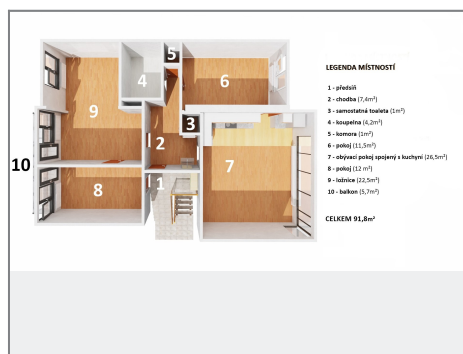 5
4
6
9
3
10
2
7
1
8
LEGENDA MÍSTNOSTÍ
1 - předsíň
2 - chodba (7,4m²)
3 - samostatná toaleta (1m²)
4 - koupelna (4,2m²)
5 - komora (1m²)
6 - pokoj (11,5m²)
7 - obývací pokoj spojený s kuchyní (26,5m²)
8 - pokoj (12 m²)
9 - ložnice (22,5m²)
10 - balkon (5,7m²)
CELKEM 91,8m²